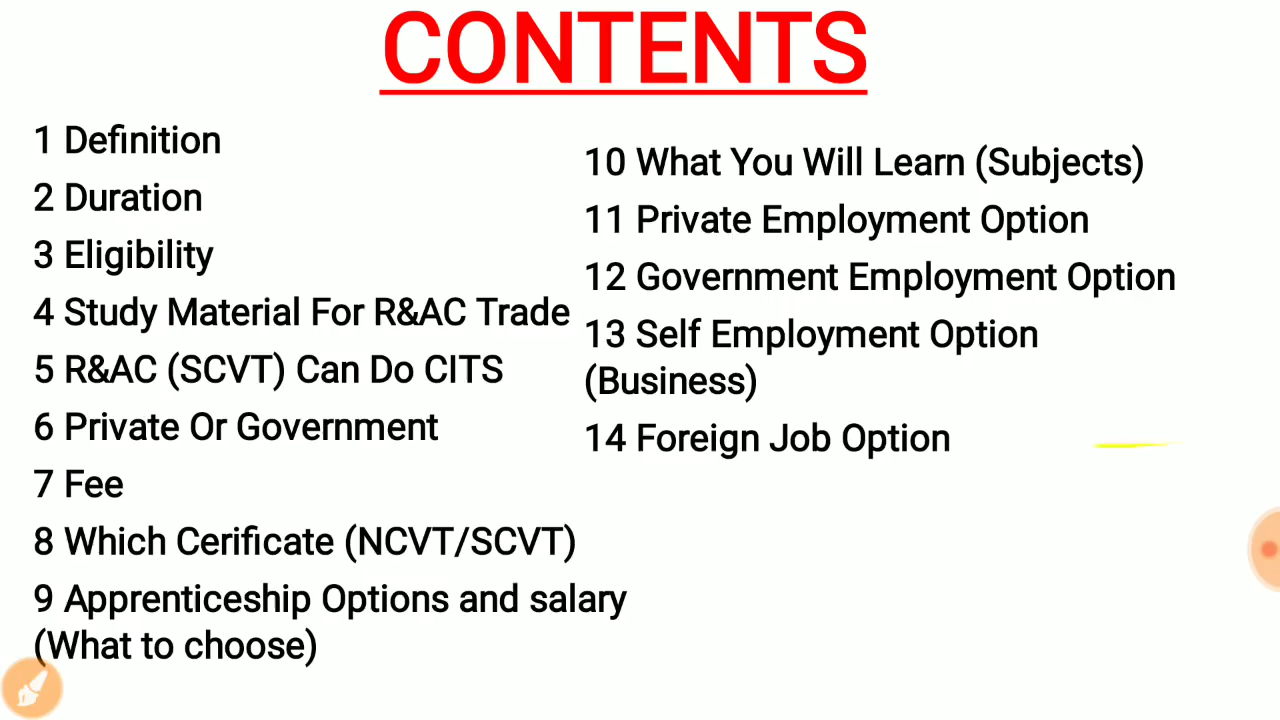 CONTENTS
1 Definition
2 Duration
3 Eligibility
4 Study Material For R&AC Trade
5 R&AC (SCVT) Can Do CITS
6 Private Or Government
7 Fee
8 Which Cerificate (NCVT/SCVT)
9 Apprenticeship Options and salary
(What to choose)
10 What You Will Learn (Subjects)
11 Private Employment Option
12 Government Employment Option
13 Self Employment Option
(Business)
14 Foreign Job Option